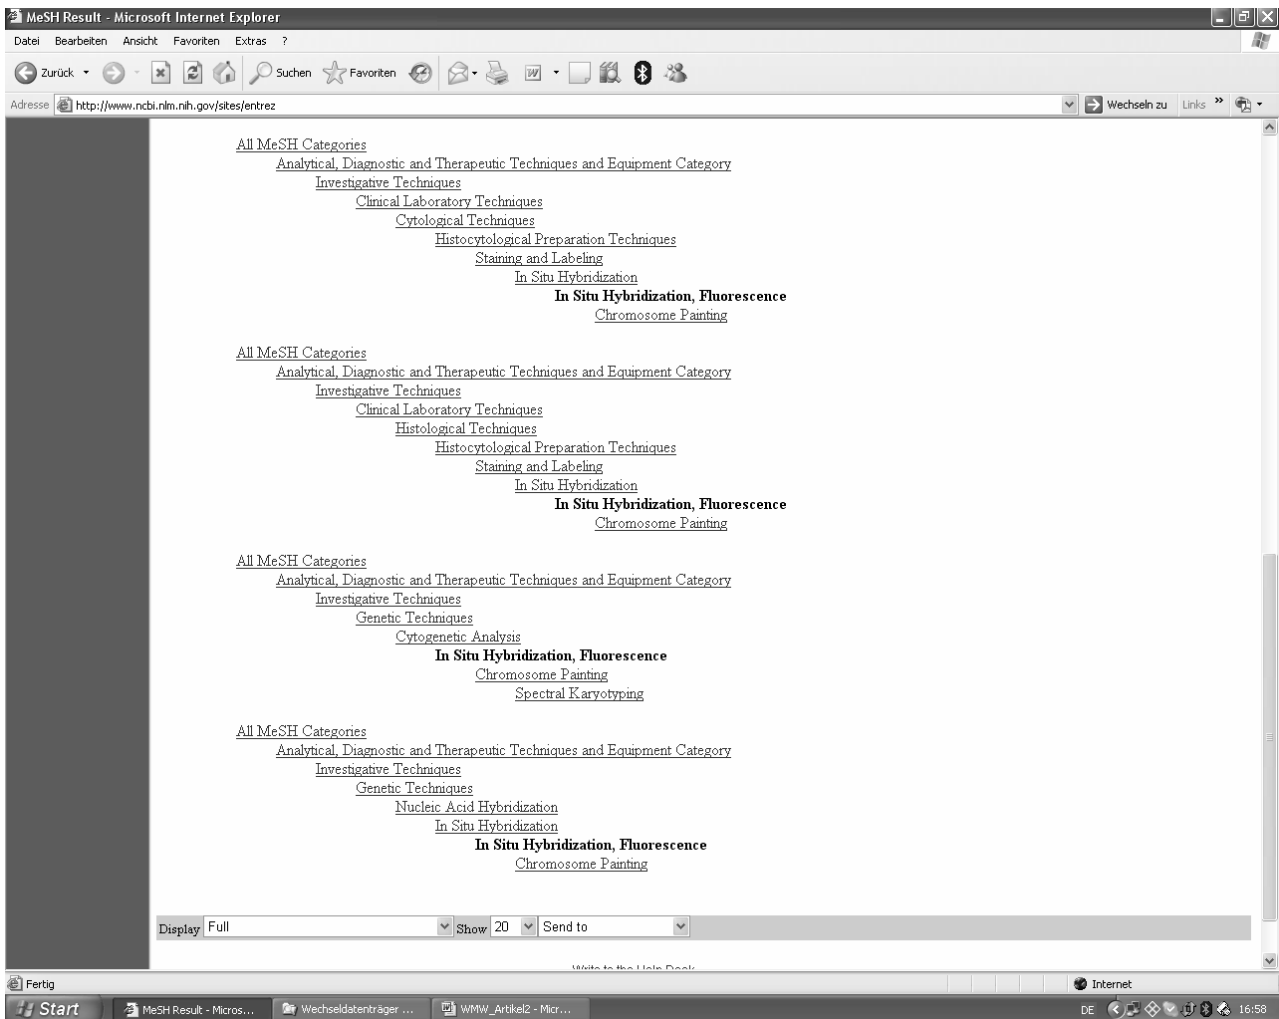 MeSH Result - Microsoft Internet Explorer
Datei Bearbeiten Ansicht Favoriten Extras ?
Zurück Suchen Favoriten
Adresse http://www.ncbi.nlm.nih.gov/sites/entrez Wechseln zu Links »
All MeSH Categories
Analytical, Diagnostic and Therapeutic Techniques and Equipment Category
Investigative Techniques
Clinical Laboratory Techniques
Cytological Techniques
Histocytological Preparation Techniques
Staining and Labeling
In Situ Hybridization
In Situ Hybridization, Fluorescence
Chromosome Painting
All MeSH Categories
Analytical, Diagnostic and Therapeutic Techniques and Equipment Category
Investigative Techniques
Clinical Laboratory Techniques
Histological Techniques
Histocytological Preparation Techniques
Staining and Labeling
In Situ Hybridization
In Situ Hybridization, Fluorescence
Chromosome Painting
All MeSH Categories
Analytical, Diagnostic and Therapeutic Techniques and Equipment Category
Investigative Techniques
Genetic Techniques
Cytogenetic Analysis
In Situ Hybridization, Fluorescence
Chromosome Painting
Spectral Karyotyping
All MeSH Categories
Analytical, Diagnostic and Therapeutic Techniques and Equipment Category
Investigative Techniques
Genetic Techniques
Nucleic Acid Hybridization
In Situ Hybridization
In Situ Hybridization, Fluorescence
Chromosome Painting
Display Full Show 20 Send to
Write to the Help Desk
Fertig Internet
Start MeSH Result - Micros... Wechseldatenträger ... WMW_Artikel2 - Micr... DE 16:58